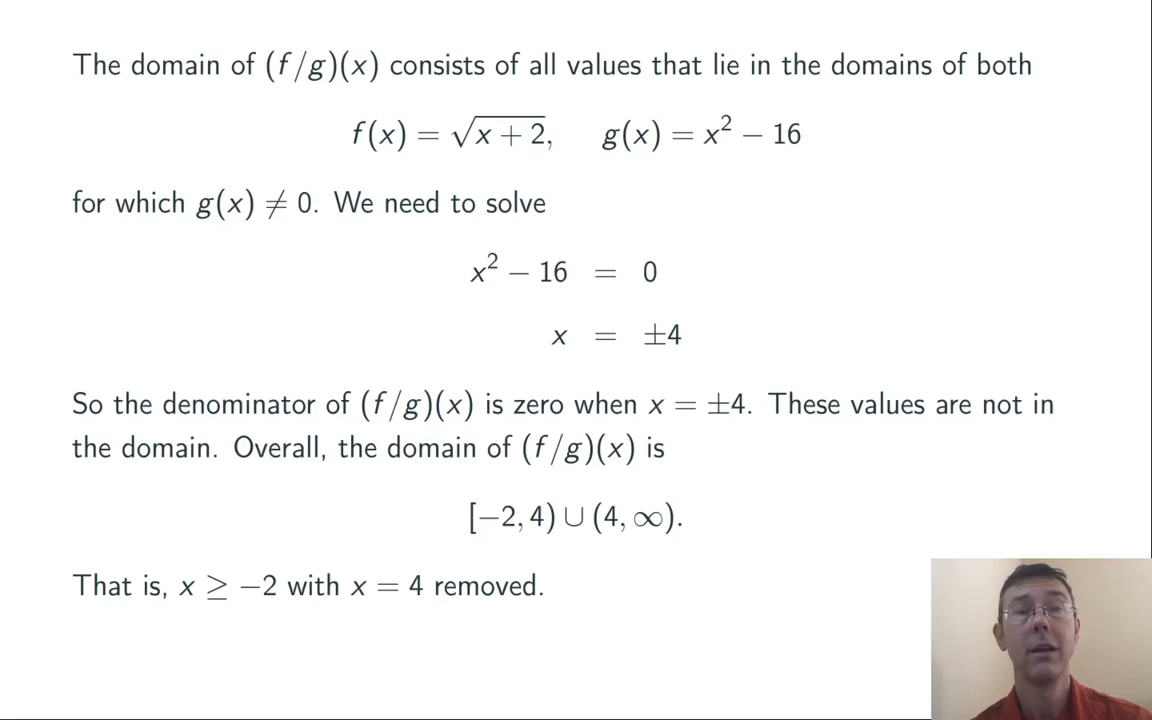 The domain of (f/g)(x) consists of all values that lie in the domains of both
f(x) = √x + 2, g(x) = x² − 16
for which g(x) ≠ 0. We need to solve
x² − 16 = 0
x = ±4
So the denominator of (f/g)(x) is zero when x = ±4. These values are not in
the domain. Overall, the domain of (f/g)(x) is
[−2, 4) ∪ (4, ∞).
That is, x ≥ −2 with x = 4 removed.